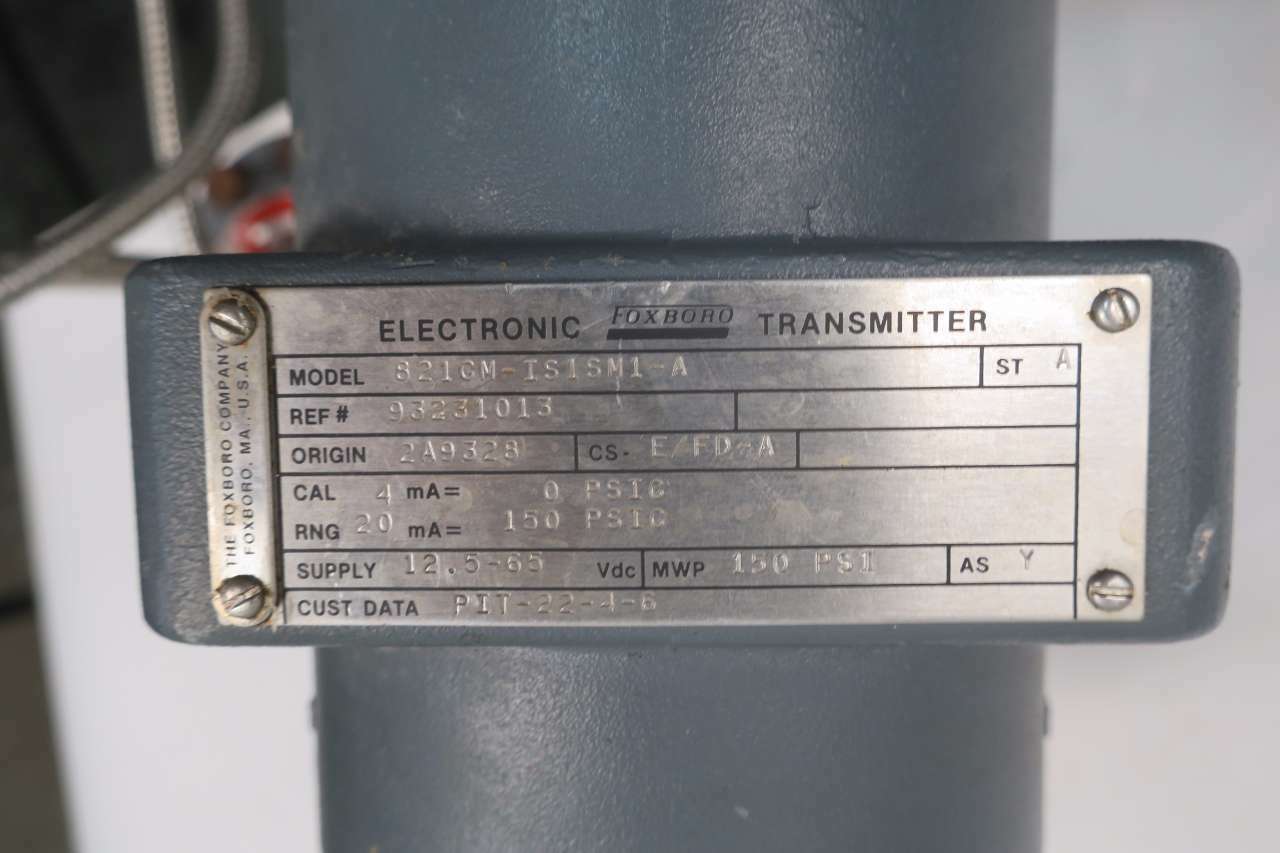 ELECTRONIC FOXBORO TRANSMITTER
MODEL 821GM-IS1SM1-A ST A
REF# 93231013
ORIGIN 2A9328 CS- E/FD-A
CAL 4 mA= 0 PSIG
RNG 20 mA= 150 PSIG
SUPPLY 12.5-65 Vdc MWP 150 PSI AS Y
CUST DATA PIT-22-4-6
THE FOXBORO COMPANY
FOXBORO, MA., U.S.A.